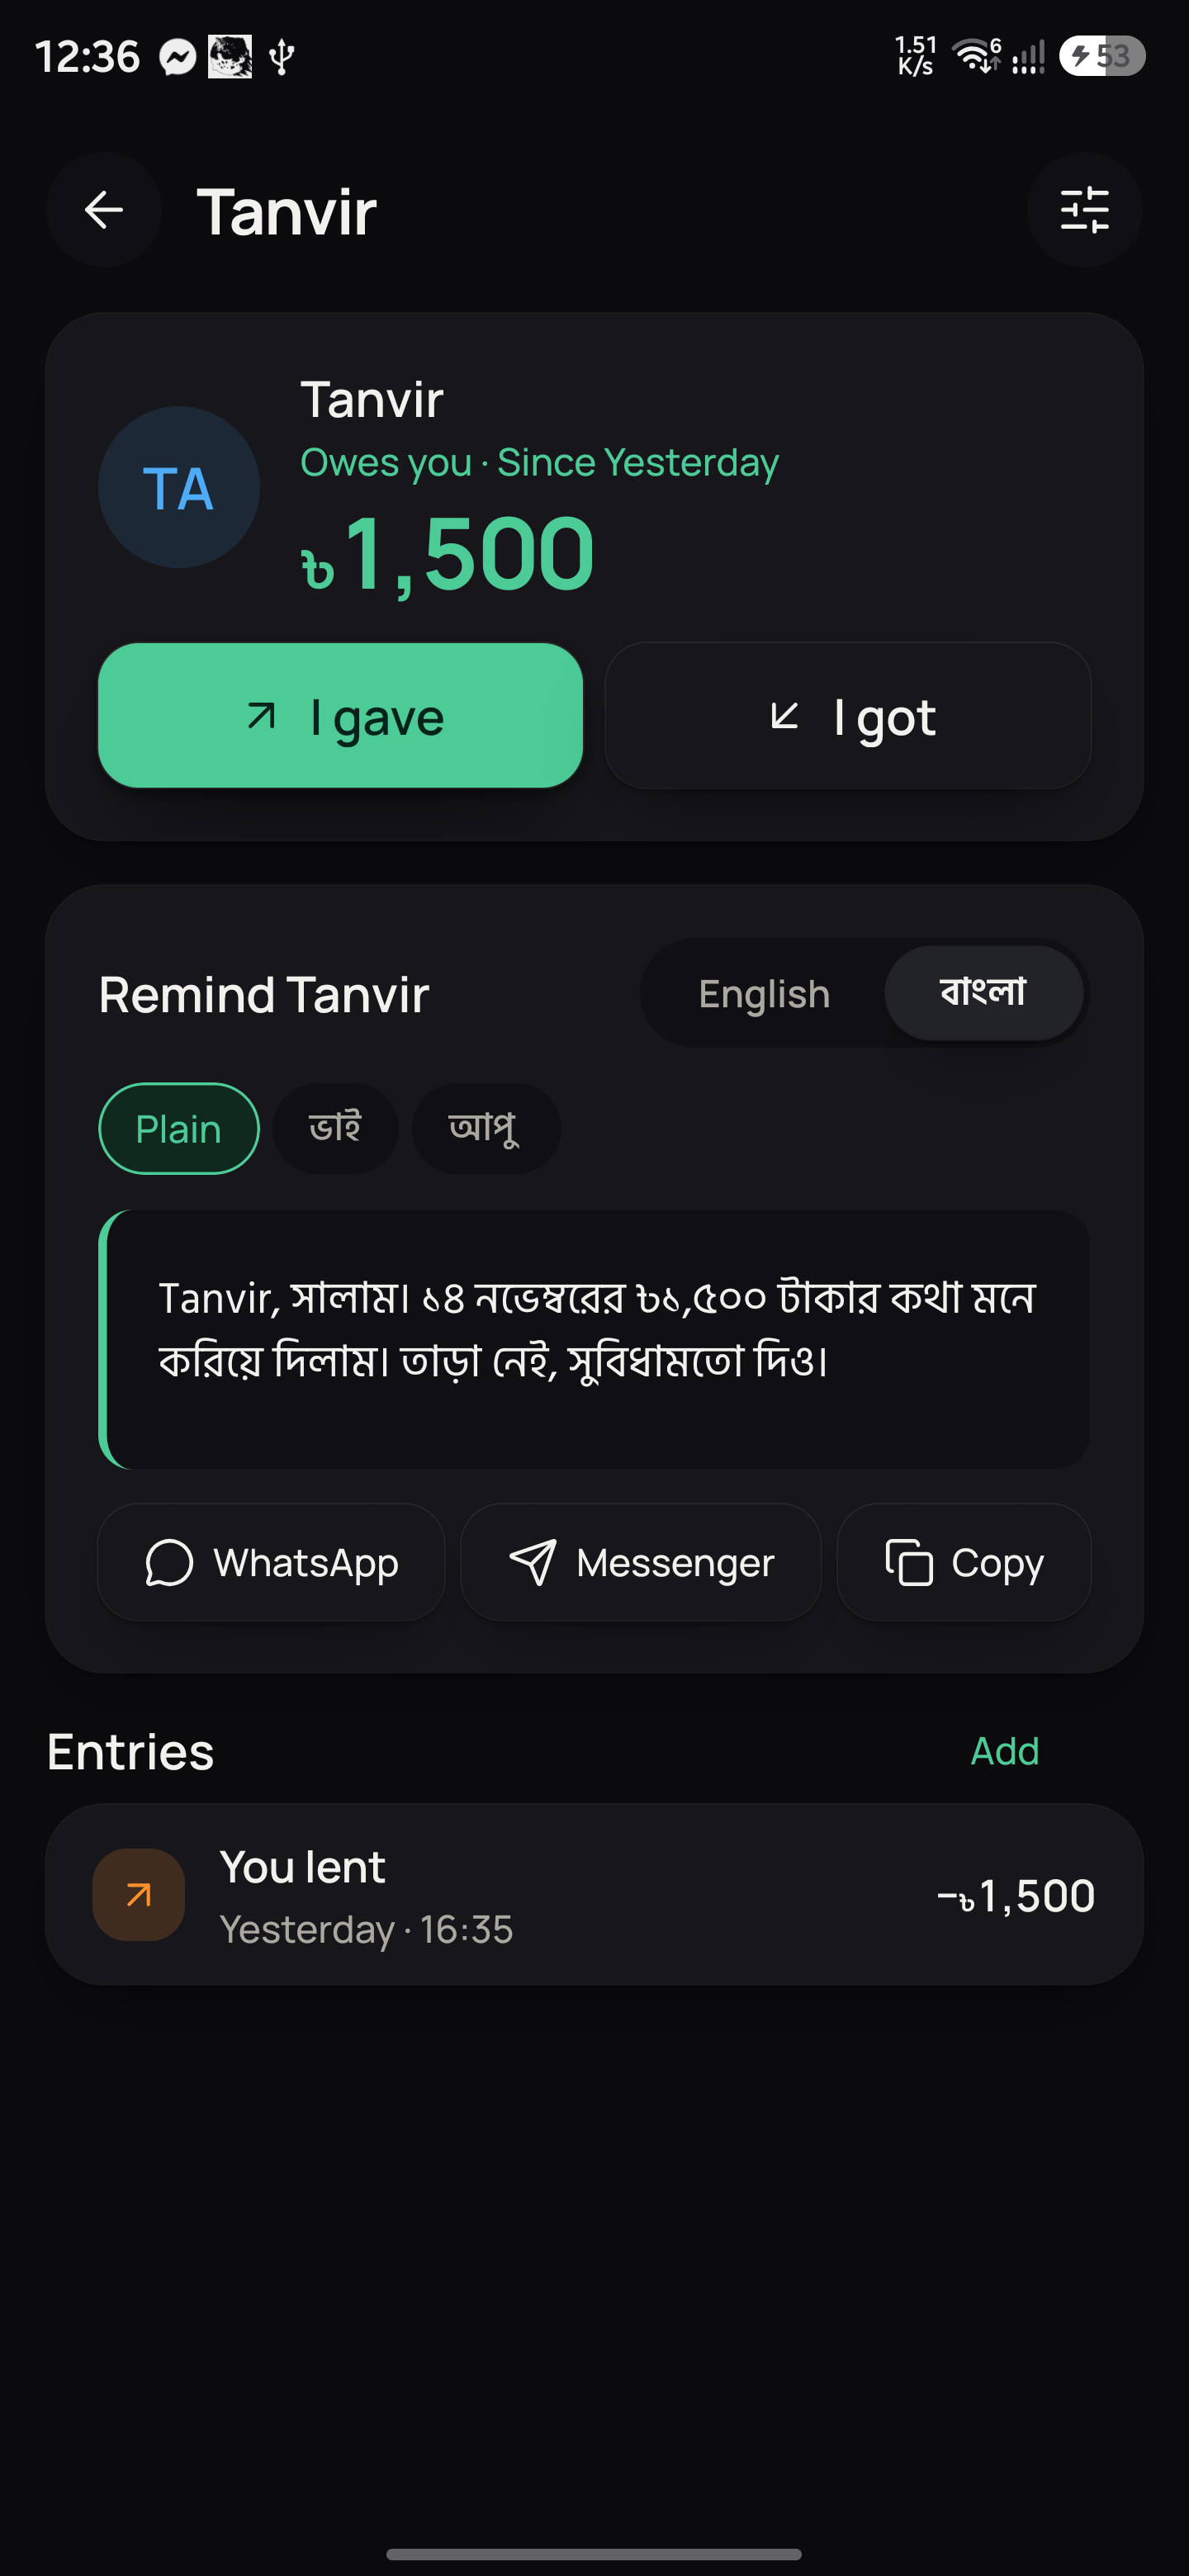 12:36
1.51 K/s
6
53
Tanvir
Tanvir
TA
Owes you · Since Yesterday
৳1,500
I gave
I got
Remind Tanvir
English
বাংলা
Plain
ভাই
আপু
Tanvir, সালাম। ১৪ নভেম্বরের ৳১,৫০০ টাকার কথা মনে
করিয়ে দিলাম। তাড়া নেই, সুবিধামতো দিও।
WhatsApp
Messenger
Copy
Entries
Add
You lent
−৳1,500
Yesterday · 16:35